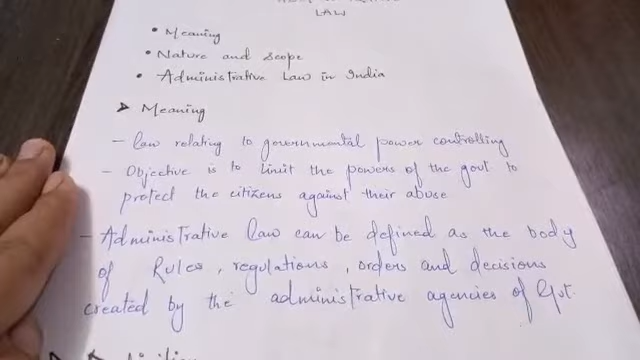 LAW
• Meaning
• Nature and Scope
• Administrative Law in India
➤ Meaning
- Law relating to governmental power controlling
- Objective is to limit the powers of the govt to
protect the citizens against their abuse
- Administrative law can be defined as the body
of Rules, regulations, orders and decisions
created by the administrative agencies of Govt.